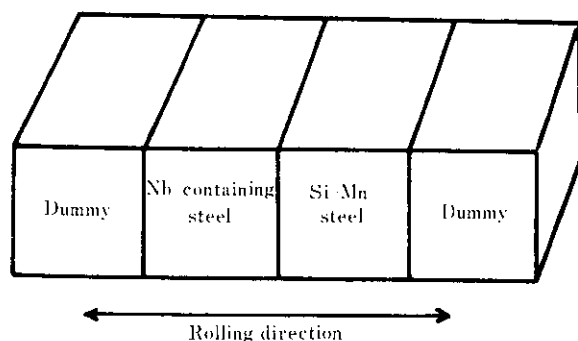 Dummy
Nb containing
steel
Si Mn
steel
Dummy
Rolling direction